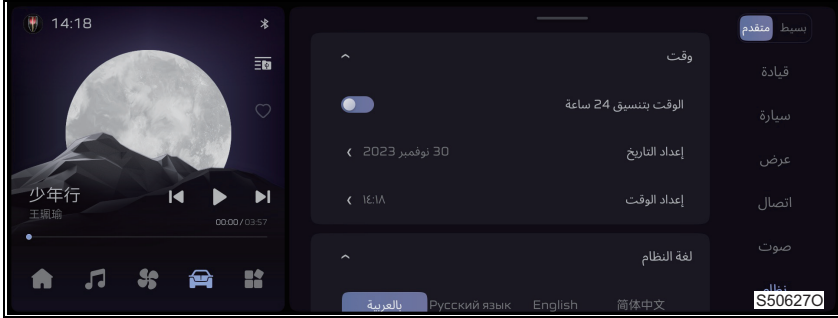 14:18
少年行
王珮瑜
00:00 / 03:57
بسيط متقدم
قيادة
سيارة
عرض
اتصال
صوت
نظام
وقت
الوقت بتنسيق 24 ساعة
إعداد التاريخ 30 نوفمبر 2023
إعداد الوقت ١٤:١٨
لغة النظام
بالعربية Русский язык English 简体中文
S50627O